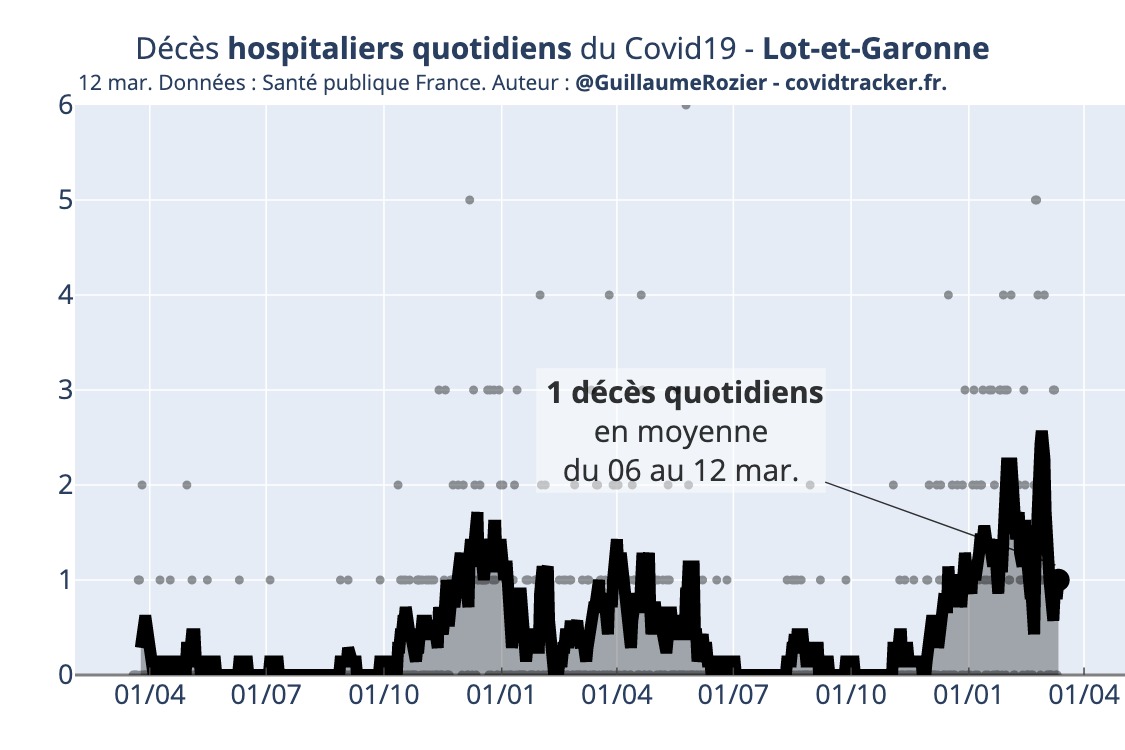 Décès hospitaliers quotidiens du Covid19 - Lot-et-Garonne
12 mar. Données : Santé publique France. Auteur : @GuillaumeRozier - covidtracker.fr.
6
5
4
3
2
1
0
1 décès quotidiens
en moyenne
du 06 au 12 mar.
01/04 01/07 01/10 01/01 01/04 01/07 01/10 01/01 01/04